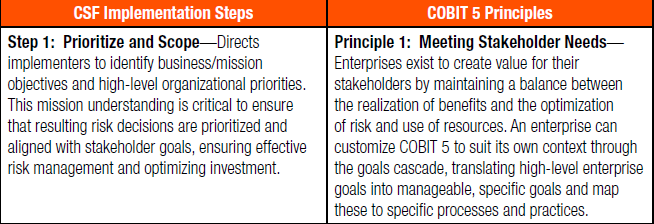 CSF Implementation Steps
COBIT 5 Principles
Step 1:  Prioritize and Scope—Directs
implementers to identify business/mission
objectives and high-level organizational priorities.
This mission understanding is critical to ensure
that resulting risk decisions are prioritized and
aligned with stakeholder goals, ensuring effective
risk management and optimizing investment.
Principle 1:  Meeting Stakeholder Needs—
Enterprises exist to create value for their
stakeholders by maintaining a balance between
the realization of benefits and the optimization
of risk and use of resources. An enterprise can
customize COBIT 5 to suit its own context through
the goals cascade, translating high-level enterprise
goals into manageable, specific goals and map
these to specific processes and practices.